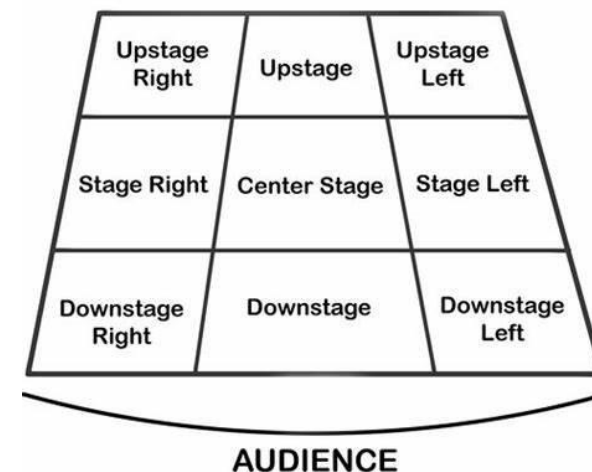 Upstage
Right
Upstage
Upstage
Left
Stage Right
Center Stage
Stage Left
Downstage
Right
Downstage
Downstage
Left
AUDIENCE